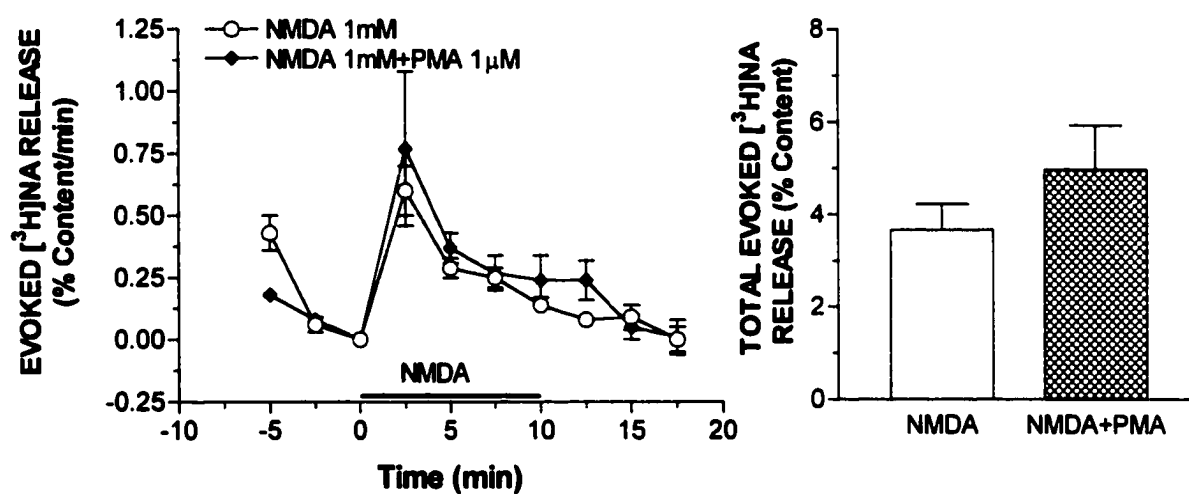 EVOKED [³H]NA RELEASE
(% Content/min)
1.25
1.00
0.75
0.50
0.25
0.00
-0.25
NMDA 1mM
NMDA 1mM+PMA 1µM
NMDA
-10 -5 0 5 10 15 20
Time (min)
TOTAL EVOKED [³H]NA
RELEASE (% Content)
8
6
4
2
0
NMDA NMDA+PMA